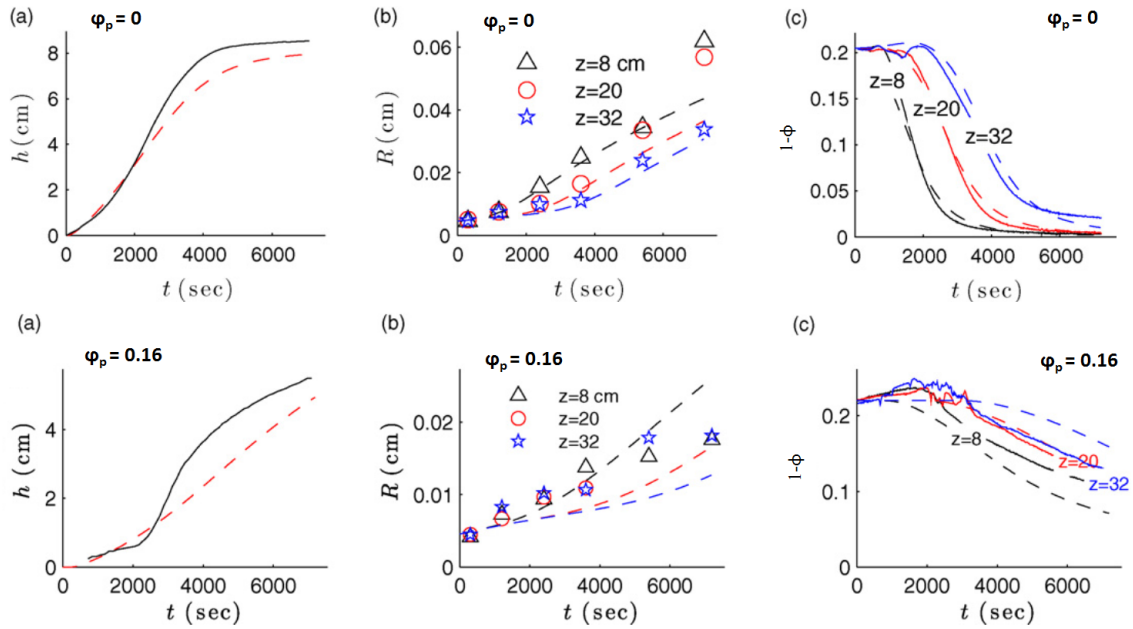 (a)
φp = 0
h (cm)
8
6
4
2
0
0 2000 4000 6000
t (sec)
(b)
φp = 0
R (cm)
0.06
0.04
0.02
0
z=8 cm
z=20
z=32
0 2000 4000 6000
t (sec)
(c)
φp = 0
1-ϕ
0.2
0.15
0.1
0.05
0
z=8
z=20
z=32
0 2000 4000 6000
t (sec)
(a)
φp = 0.16
h (cm)
4
2
0
0 2000 4000 6000
t (sec)
(b)
φp = 0.16
R (cm)
0.02
0.01
0
z=8 cm
z=20
z=32
0 2000 4000 6000
t (sec)
(c)
φp = 0.16
1-ϕ
0.2
0.1
0
z=8
z=20
z=32
0 2000 4000 6000
t (sec)